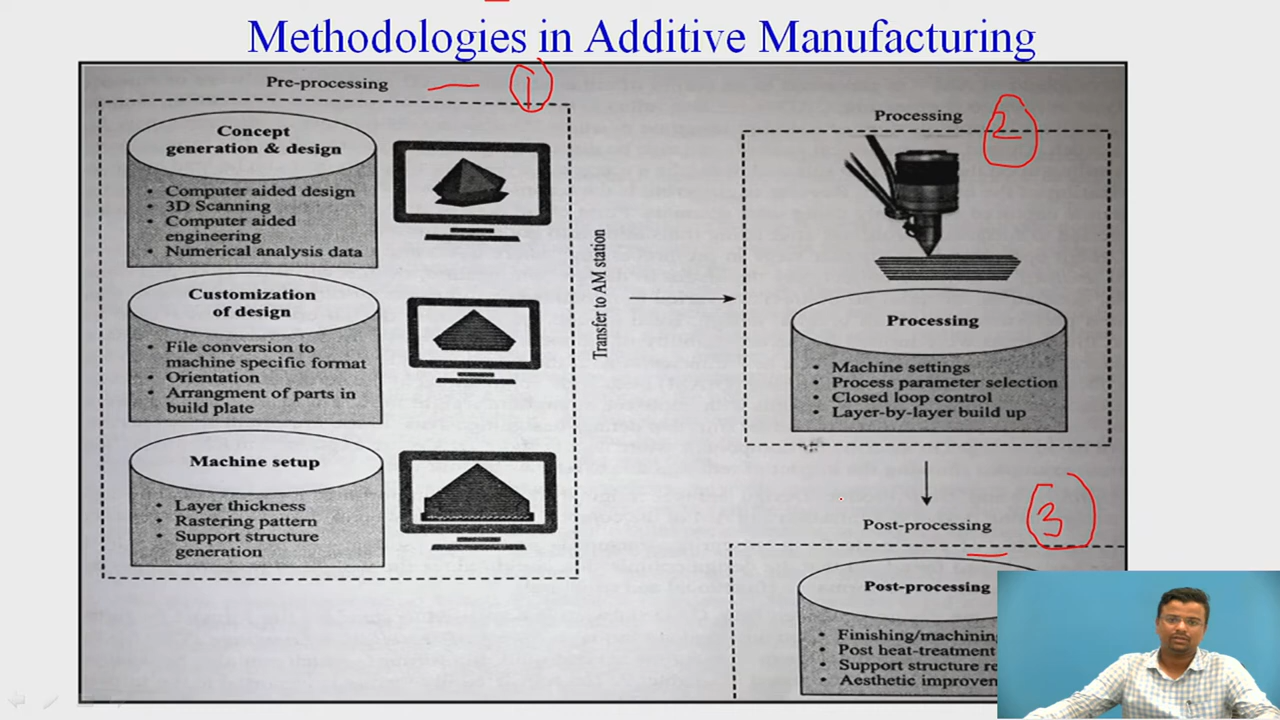 Methodologies in Additive Manufacturing
Pre-processing
1
Concept
generation & design
• Computer aided design
• 3D Scanning
• Computer aided
engineering
• Numerical analysis data
Customization
of design
• File conversion to
machine specific format
• Orientation
• Arrangment of parts in
build plate
Machine setup
• Layer thickness
• Rastering pattern
• Support structure
generation
Transfer to AM station
Processing
2
Processing
• Machine settings
• Process parameter selection
• Closed loop control
• Layer-by-layer build up
Post-processing
3
Post-processing
• Finishing/machining
• Post heat-treatment
• Support structure re
• Aesthetic improvem